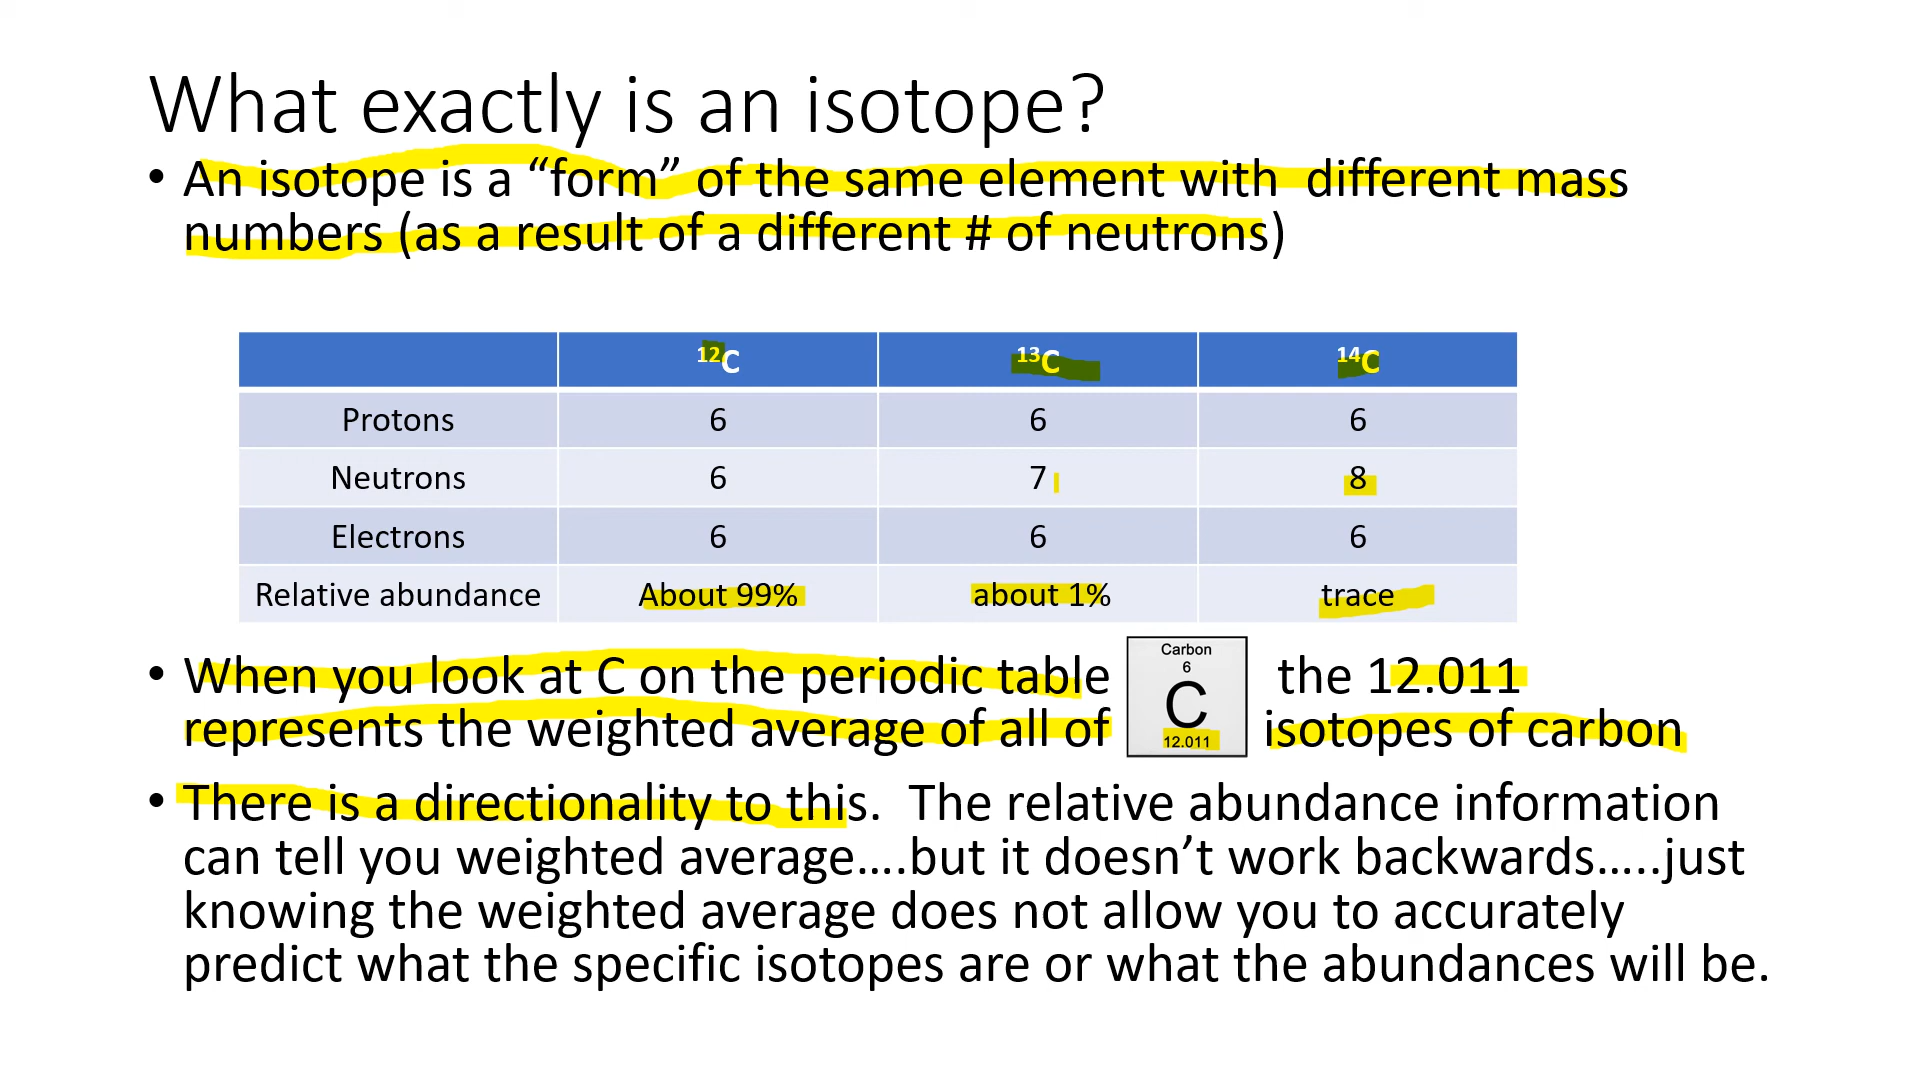 What exactly is an isotope?
• An isotope is a “form” of the same element with different mass
numbers (as a result of a different # of neutrons)
¹²C ¹³C ¹⁴C
Protons 6 6 6
Neutrons 6 7 8
Electrons 6 6 6
Relative abundance About 99% about 1% trace
• When you look at C on the periodic table the 12.011
represents the weighted average of all of isotopes of carbon
Carbon
6
C
12.011
• There is a directionality to this. The relative abundance information
can tell you weighted average….but it doesn’t work backwards…..just
knowing the weighted average does not allow you to accurately
predict what the specific isotopes are or what the abundances will be.